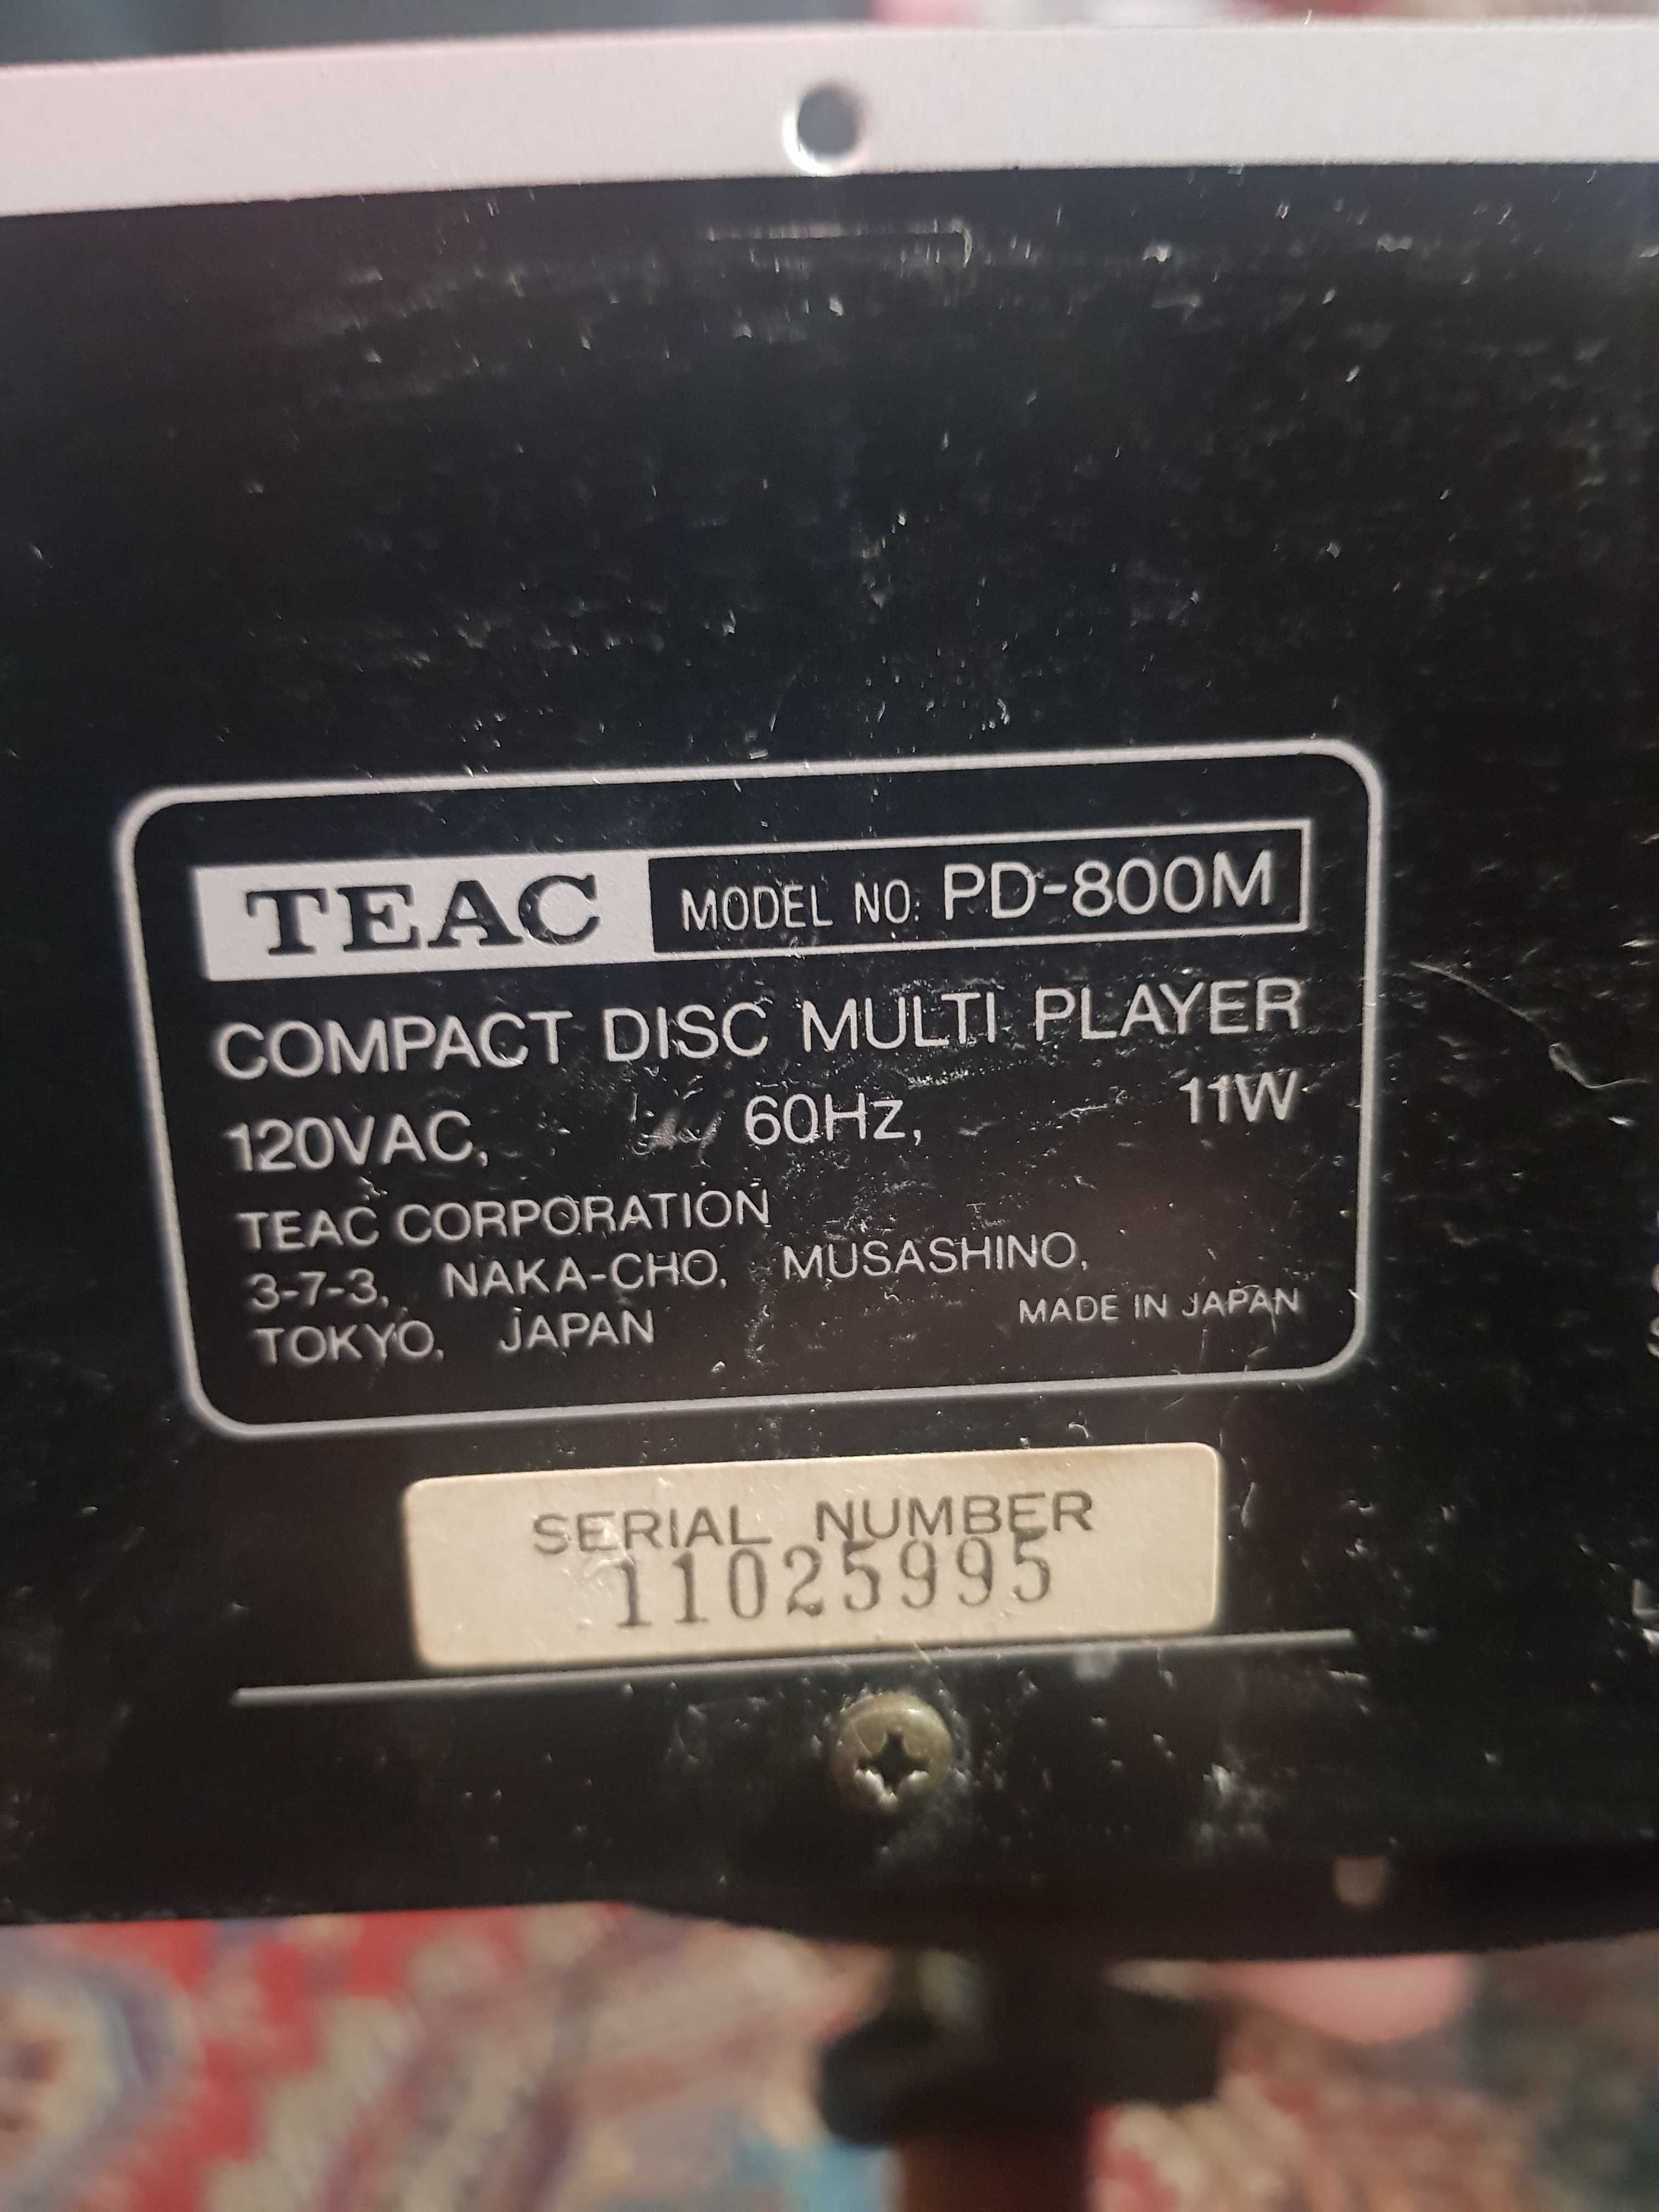 TEAC MODEL NO. PD-800M
COMPACT DISC MULTI PLAYER
120VAC, 60Hz, 11W
TEAC CORPORATION
3-7-3, NAKA-CHO, MUSASHINO,
TOKYO, JAPAN MADE IN JAPAN
SERIAL NUMBER
11025995